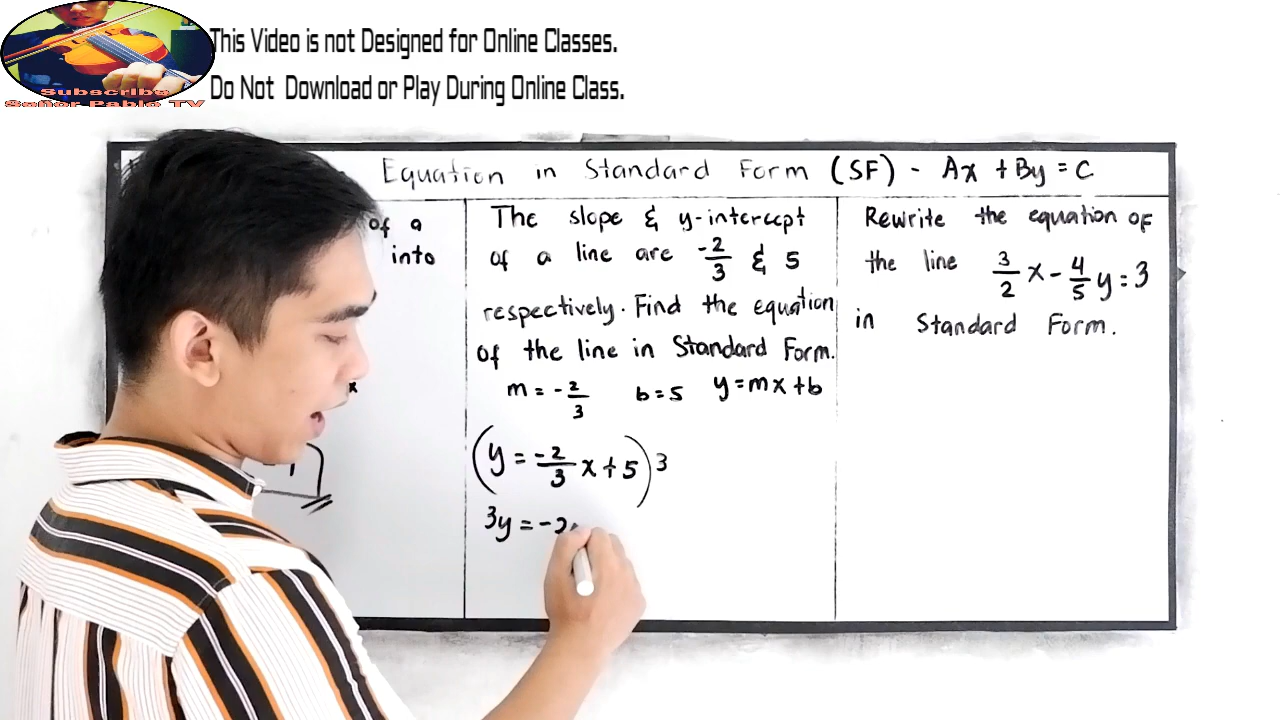 This Video is not Designed for Online Classes.
Do Not Download or Play During Online Class.
Subscribe
Señor Pablo TV
Equation in Standard Form (SF) - Ax + By = C
of a
into
x
The slope & y-intercept
of a line are -2/3 & 5
respectively. Find the equation
of the line in Standard Form.
m = -2/3 b = 5 y = mx + b
(y = -2/3 x + 5) 3
3y = -2
Rewrite the equation of
the line 3/2 x - 4/5 y = 3
in Standard Form.